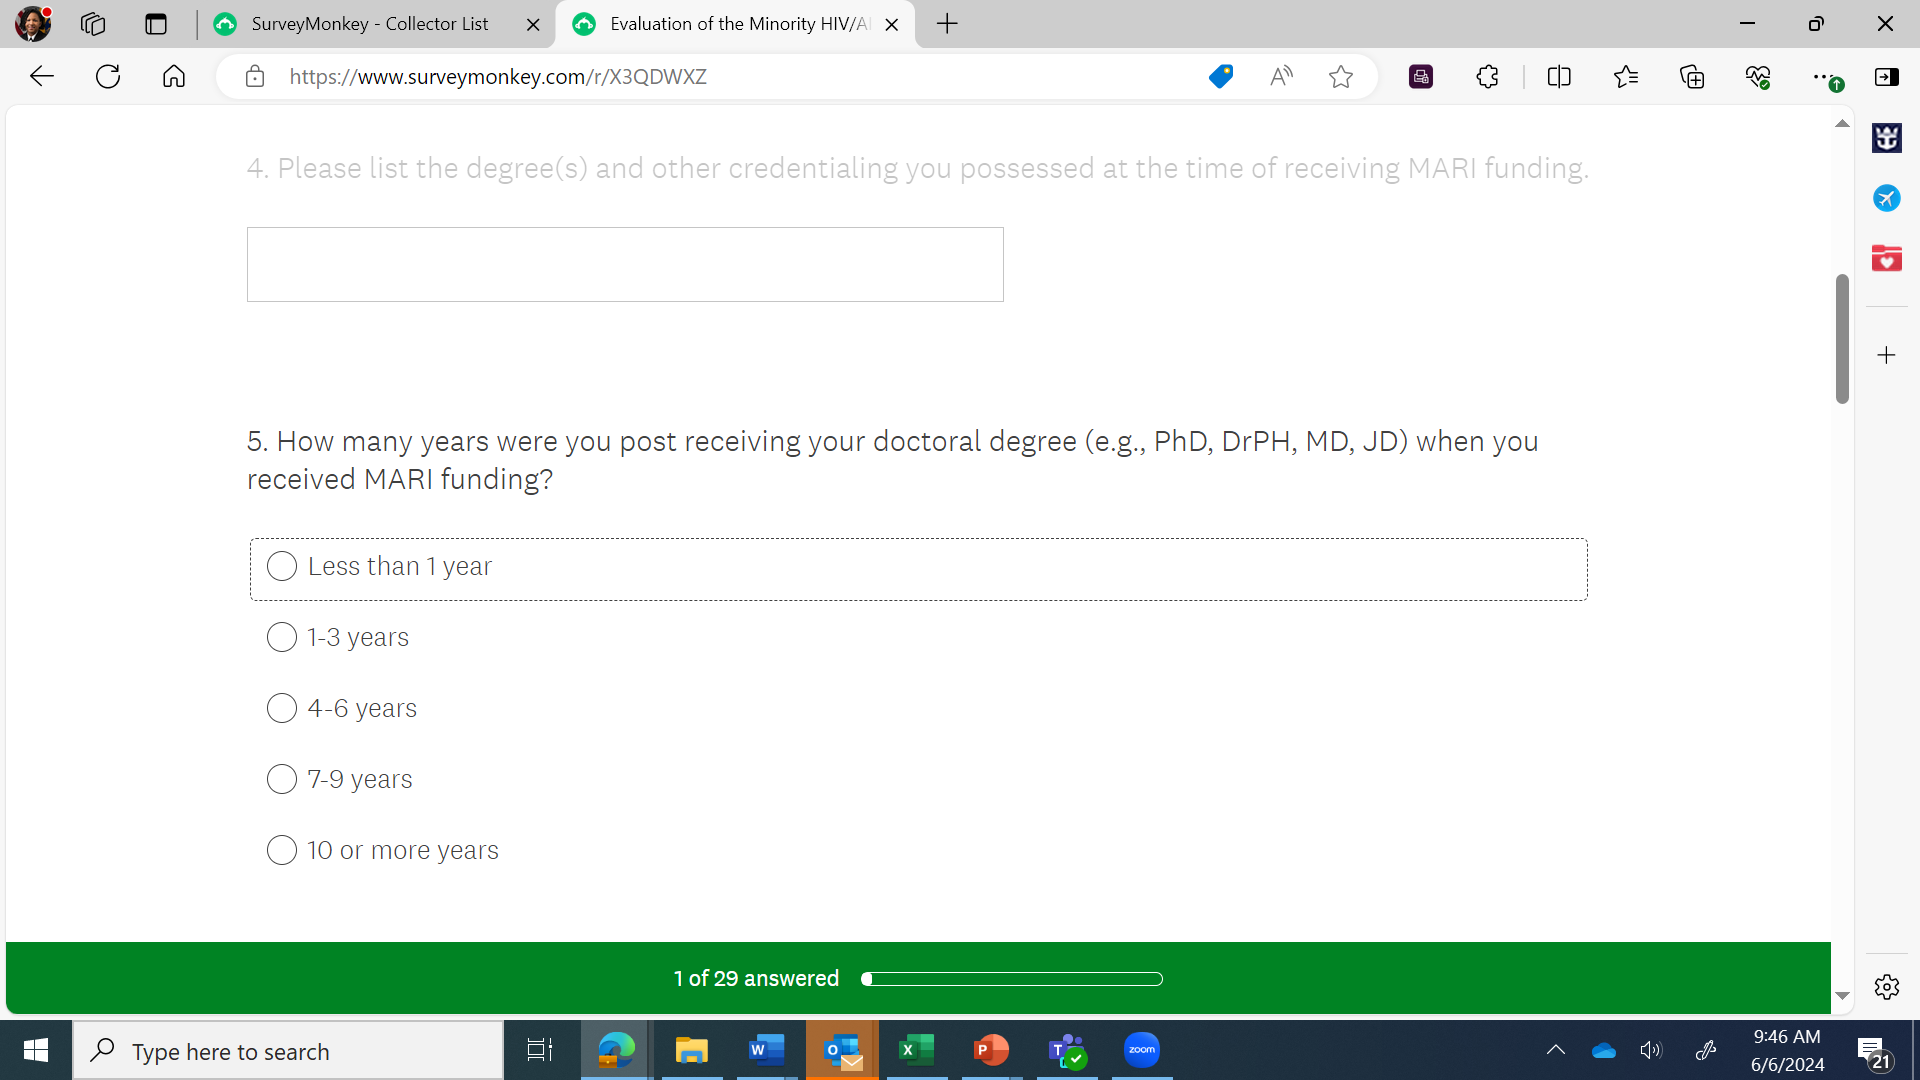 SurveyMonkey - Collector List
Evaluation of the Minority HIV/AI
https://www.surveymonkey.com/r/X3QDWXZ
4. Please list the degree(s) and other credentialing you possessed at the time of receiving MARI funding.
5. How many years were you post receiving your doctoral degree (e.g., PhD, DrPH, MD, JD) when you
received MARI funding?
Less than 1 year
1-3 years
4-6 years
7-9 years
10 or more years
1 of 29 answered
Type here to search
zoom
9:46 AM
6/6/2024
21